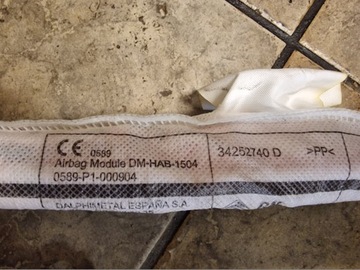 CE 0589
Airbag Module DM-HAB-1504
0589-P1-000904
34252740 D
>PP<
DALPHIMETAL ESPAÑA S.A.